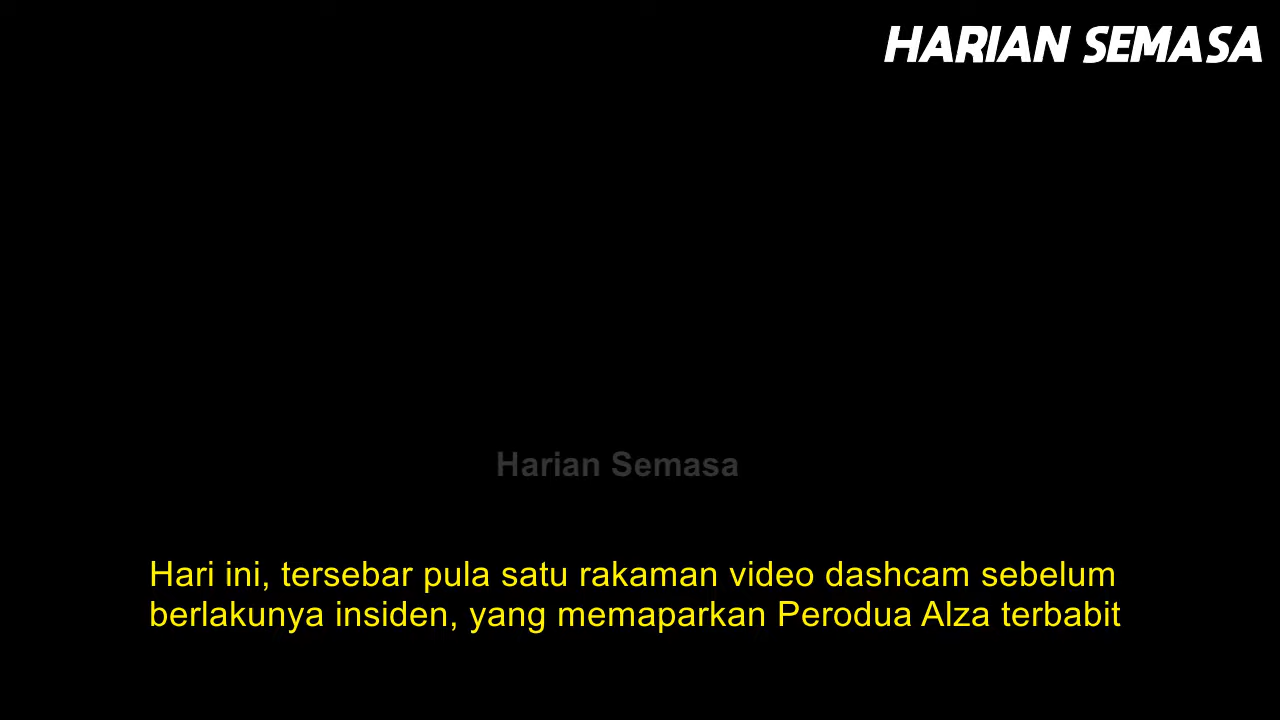 HARIAN SEMASA
Harian Semasa
Hari ini, tersebar pula satu rakaman video dashcam sebelum
berlakunya insiden, yang memaparkan Perodua Alza terbabit